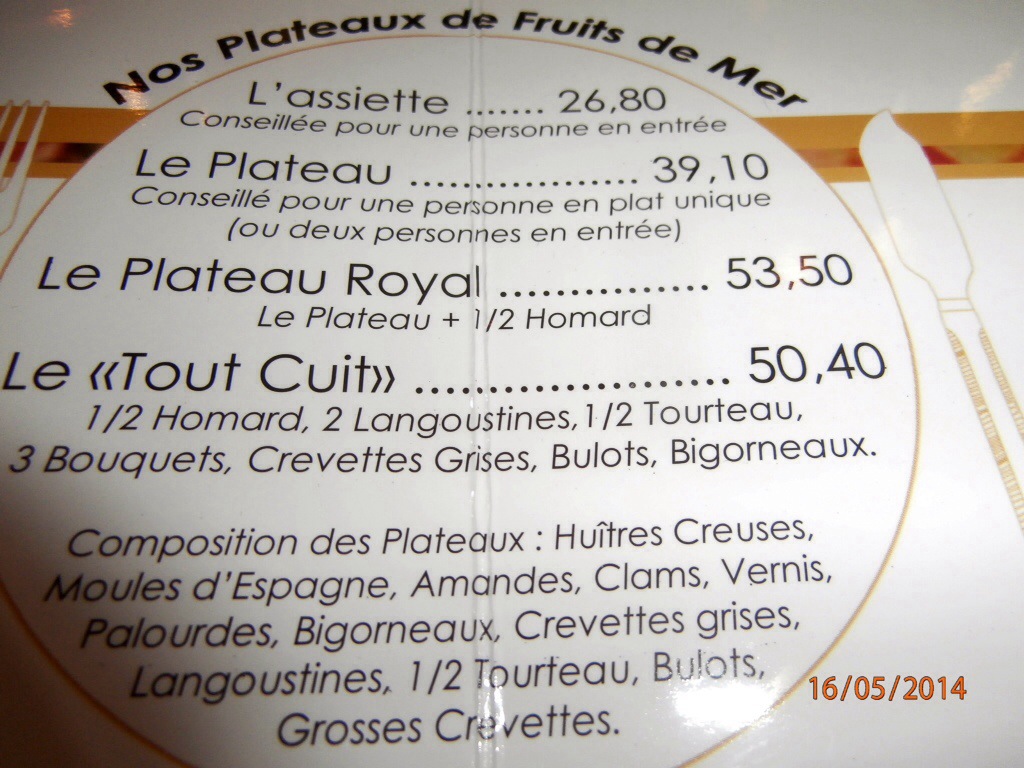 Nos Plateaux de Fruits de Mer
L'assiette ....... 26,80
Conseillée pour une personne en entrée
Le Plateau ................... 39,10
Conseillé pour une personne en plat unique
(ou deux personnes en entrée)
Le Plateau Royal ............... 53,50
Le Plateau + 1/2 Homard
Le «Tout Cuit» ...................... 50,40
1/2 Homard, 2 Langoustines, 1/2 Tourteau,
3 Bouquets, Crevettes Grises, Bulots, Bigorneaux.
Composition des Plateaux : Huîtres Creuses,
Moules d'Espagne, Amandes, Clams, Vernis,
Palourdes, Bigorneaux, Crevettes grises,
Langoustines, 1/2 Tourteau, Bulots,
Grosses Crevettes.
16/05/2014